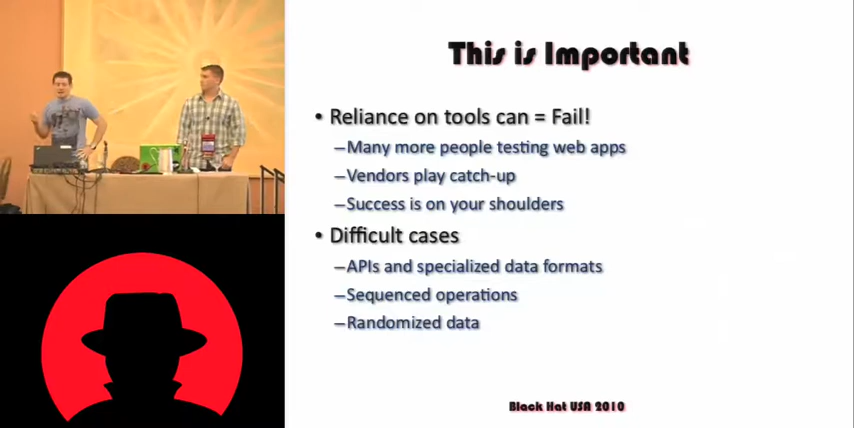 This is Important
• Reliance on tools can = Fail!
–Many more people testing web apps
–Vendors play catch-up
–Success is on your shoulders
• Difficult cases
–APIs and specialized data formats
–Sequenced operations
–Randomized data
Black Hat USA 2010